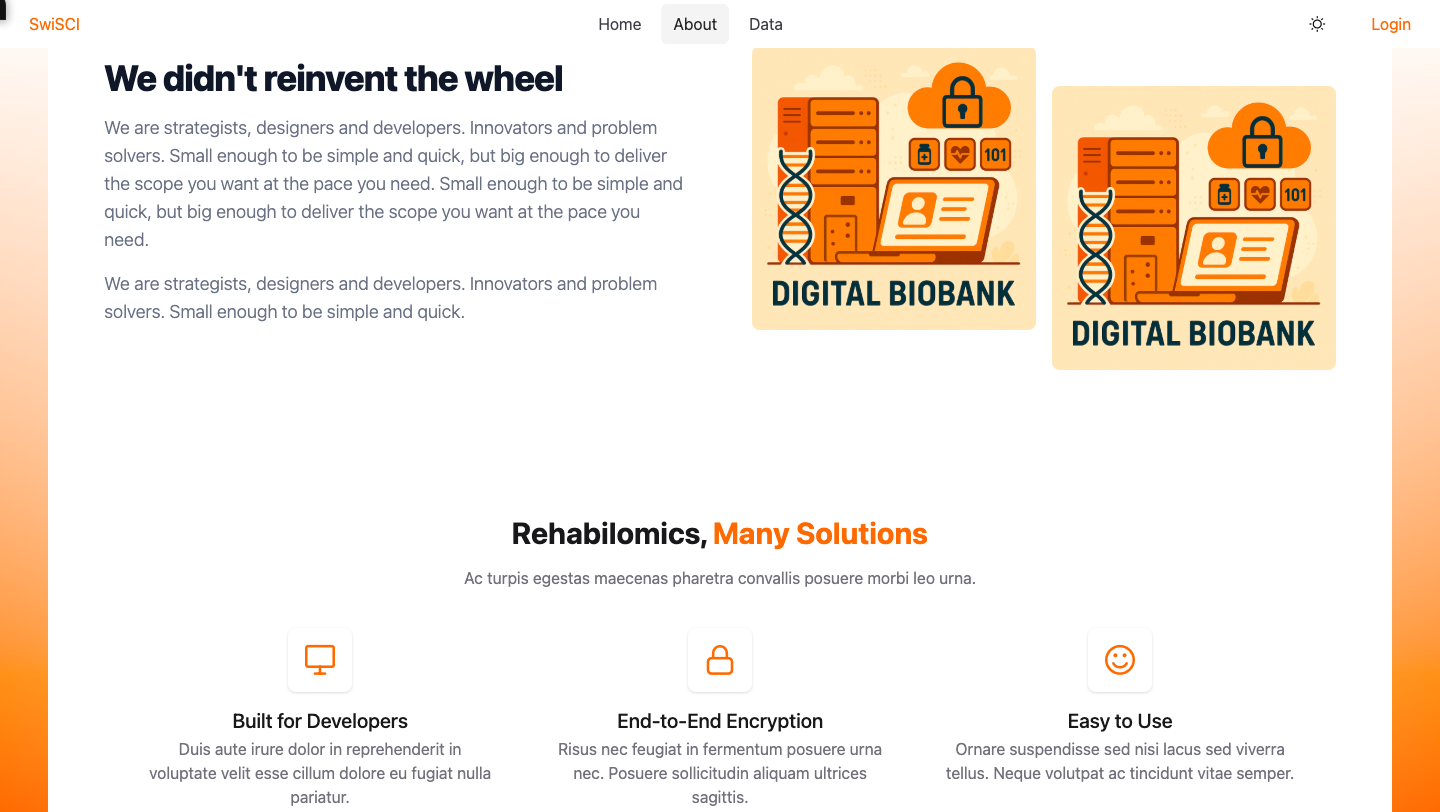 SwiSCI
Home
About
Data
Login
We didn't reinvent the wheel
We are strategists, designers and developers. Innovators and problem
solvers. Small enough to be simple and quick, but big enough to deliver
the scope you want at the pace you need. Small enough to be simple and
quick, but big enough to deliver the scope you want at the pace you
need.
We are strategists, designers and developers. Innovators and problem
solvers. Small enough to be simple and quick.
101
DIGITAL BIOBANK
101
DIGITAL BIOBANK
Rehabilomics, Many Solutions
Ac turpis egestas maecenas pharetra convallis posuere morbi leo urna.
Built for Developers
Duis aute irure dolor in reprehenderit in
voluptate velit esse cillum dolore eu fugiat nulla
pariatur.
End-to-End Encryption
Risus nec feugiat in fermentum posuere urna
nec. Posuere sollicitudin aliquam ultrices
sagittis.
Easy to Use
Ornare suspendisse sed nisi lacus sed viverra
tellus. Neque volutpat ac tincidunt vitae semper.